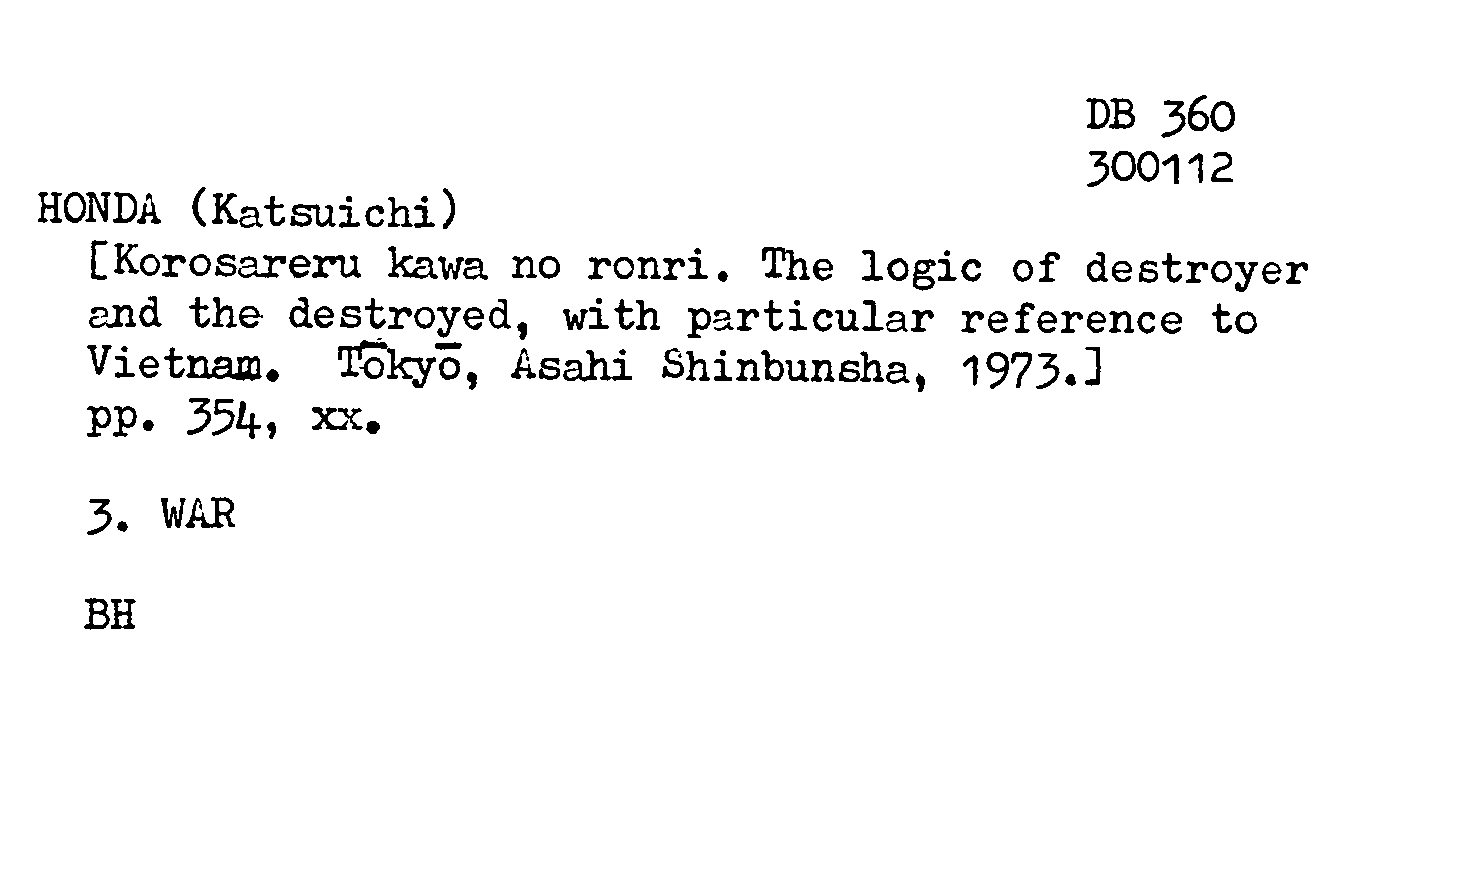 DB 360
300112
HONDA (Katsuichi)
[Korosareru kawa no ronri. The logic of destroyer
and the destroyed, with particular reference to
Vietnam. Tōkyō, Asahi Shinbunsha, 1973.]
pp. 354, xx.
3. WAR
BH